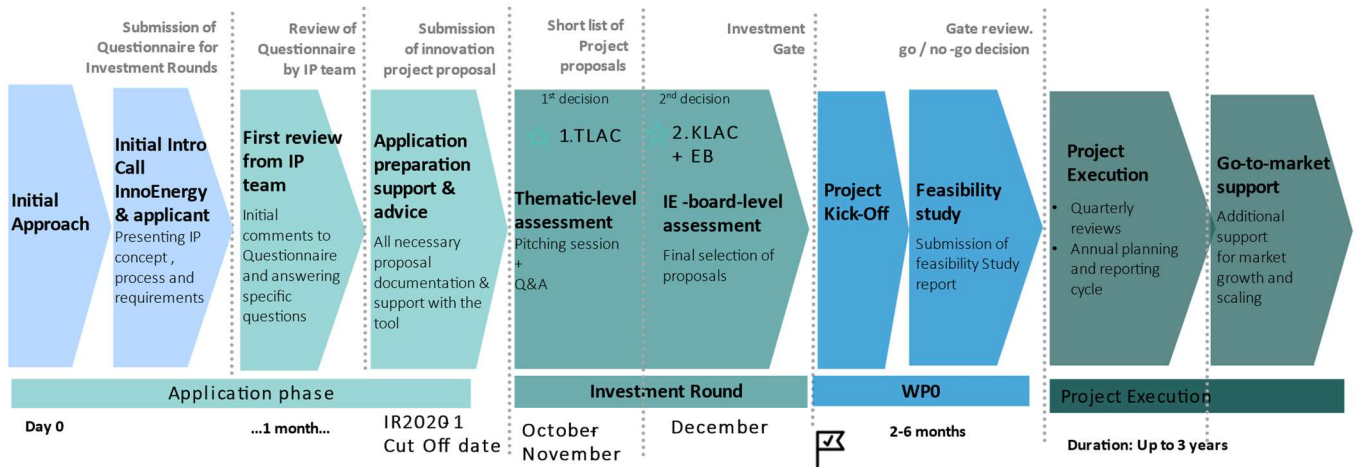 Submission of
Questionnaire for
Investment Rounds
Review of
Questionnaire
by IP team
Submission
of innovation
project proposal
Short list of
Project
proposals
Investment
Gate
Gate review.
go / no -go decision
Initial
Approach
Initial Intro
Call
InnoEnergy
& applicant
Presenting IP
concept ,
process and
requirements
First review
from IP
team
Initial
comments to
Questionnaire
and answering
specific
questions
Application
preparation
support &
advice
All necessary
proposal
documentation &
support with the
tool
1st decision
1.TLAC
Thematic-level
assessment
Pitching session
+
Q&A
2nd decision
2.KLAC
+ EB
IE -board-level
assessment
Final selection of
proposals
Project
Kick-Off
Feasibility
study
Submission of
feasibility Study
report
Project
Execution
• Quarterly
reviews
• Annual planning
and reporting
cycle
Go-to-market
support
Additional
support
for market
growth and
scaling
Application phase
Investment Round
WP0
Project Execution
Day 0
...1 month...
IR2020-1
Cut Off date
October-
November
December
2-6 months
Duration: Up to 3 years